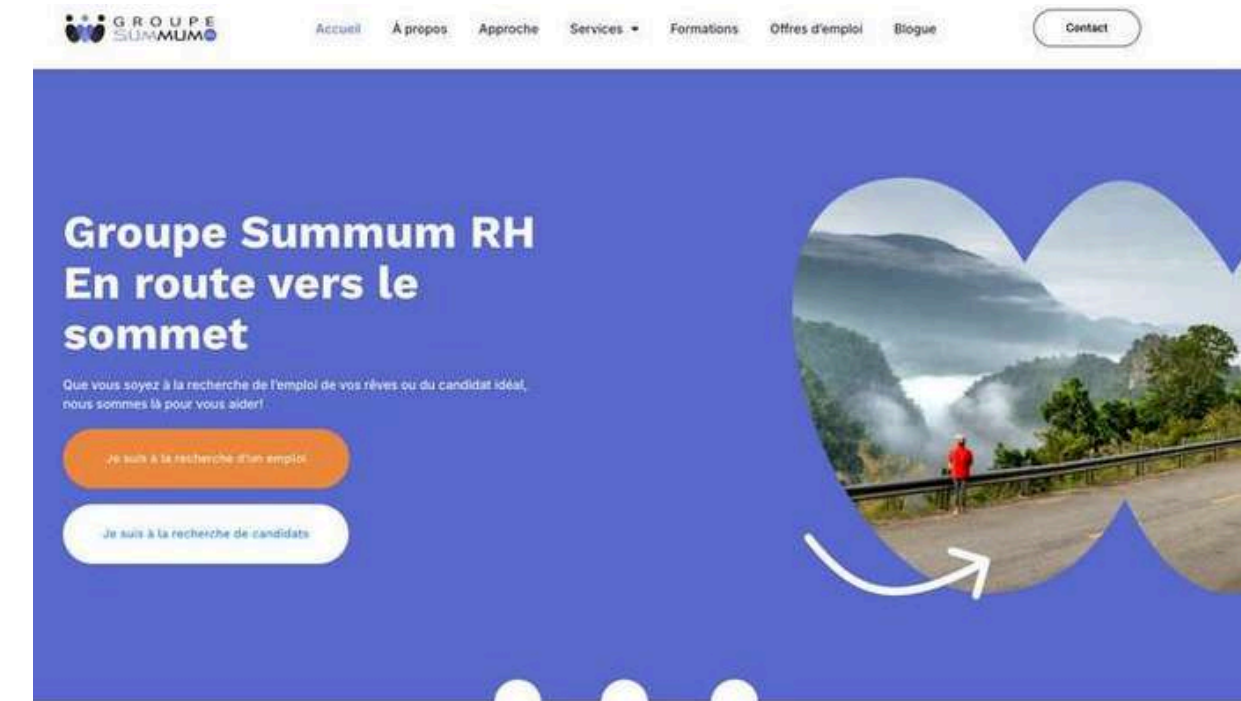 GROUPE
SUMMUM
Accueil
À propos
Approche
Services
Formations
Offres d'emploi
Blogue
Contact
Groupe Summum RH
En route vers le
sommet
Que vous soyez à la recherche de l'emploi de vos rêves ou du candidat idéal,
nous sommes là pour vous aider!
Je suis à la recherche d'un emploi
Je suis à la recherche de candidats